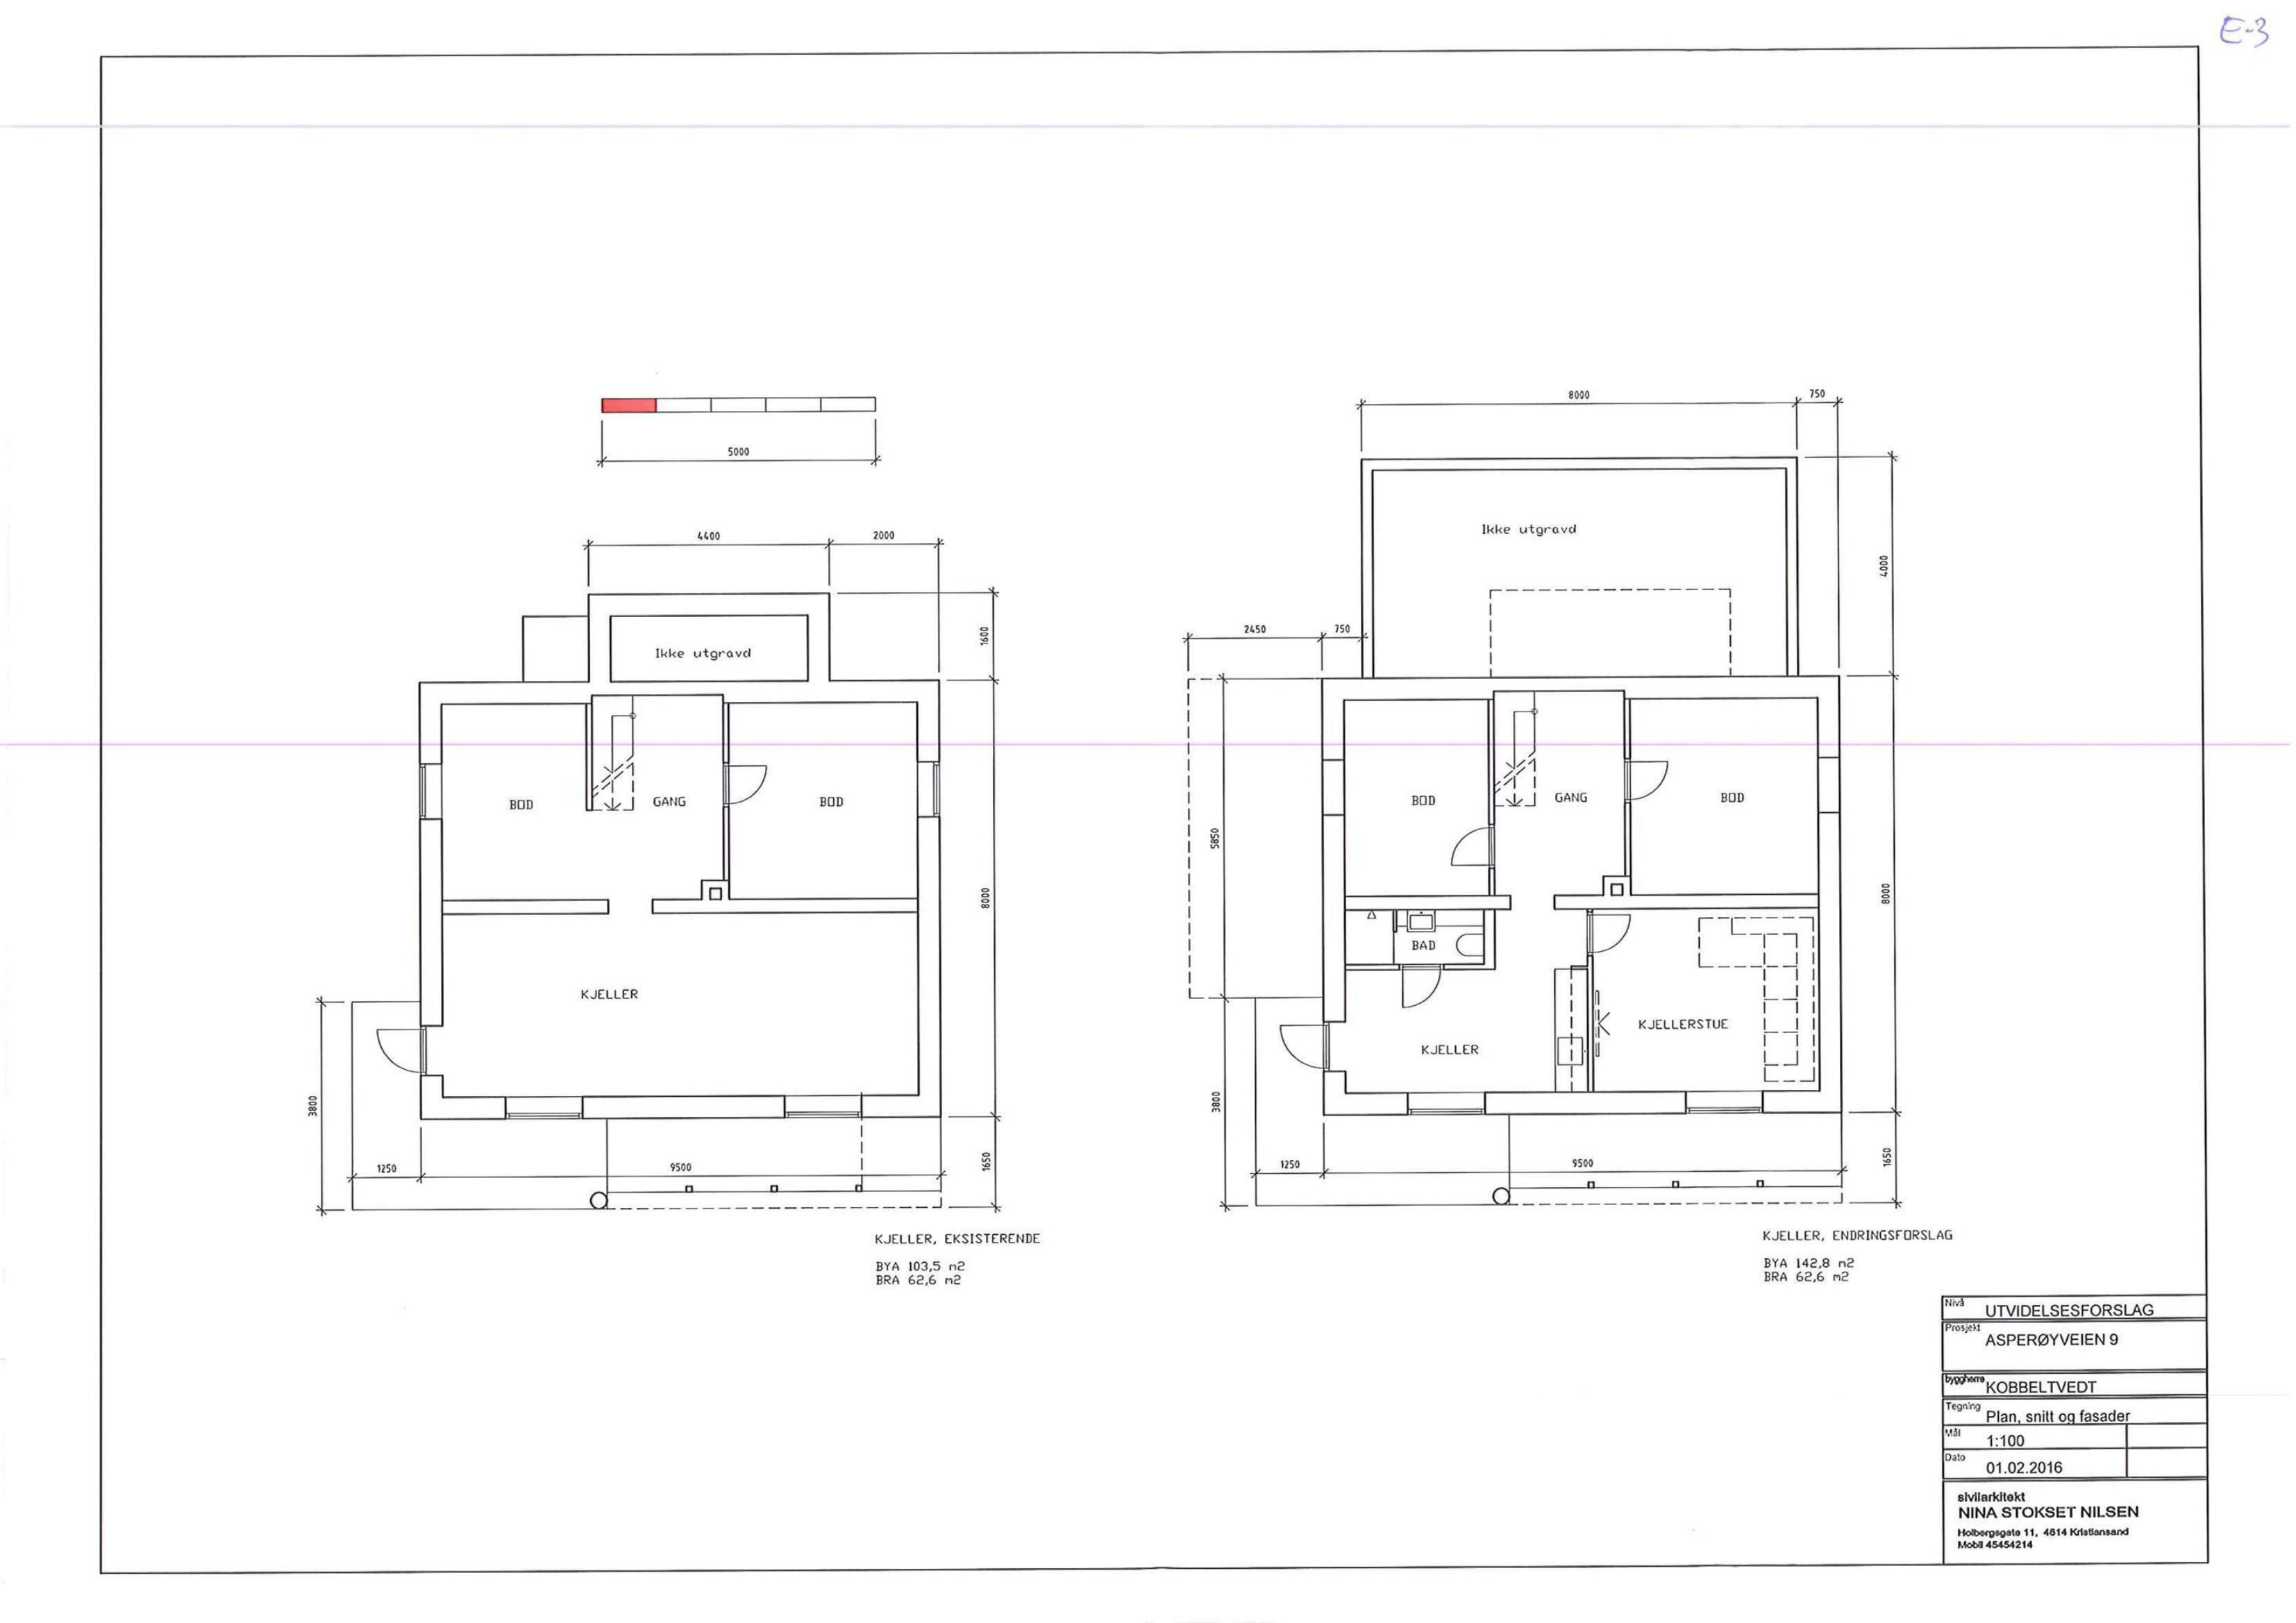 E-3
5000
4400
2000
1600
Ikke utgravd
BOD
GANG
BOD
8000
KJELLER
3800
1250
9500
1650
KJELLER, EKSISTERENDE
BYA 103,5 m2
BRA 62,6 m2
8000
750
Ikke utgravd
4000
2450
750
5850
BOD
GANG
BOD
8000
BAD
KJELLER
KJELLERSTUE
3800
1250
9500
1650
KJELLER, ENDRINGSFORSLAG
BYA 142,8 m2
BRA 62,6 m2
Nivå UTVIDELSESFORSLAG
Prosjekt ASPERØYVEIEN 9
byggherre KOBBELTVEDT
Tegning Plan, snitt og fasader
Mål 1:100
Dato 01.02.2016
sivilarkitekt
NINA STOKSET NILSEN
Holbergsgate 11, 4614 Kristiansand
Mobil 45454214